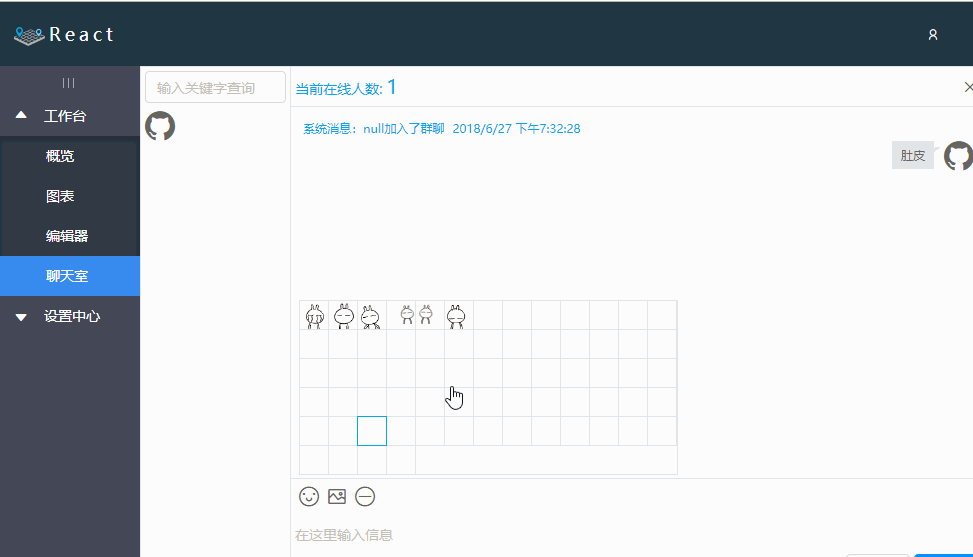 React
工作台
概览
图表
编辑器
聊天室
设置中心
输入关键字查询
当前在线人数: 1
系统消息：null加入了群聊 2018/6/27 下午7:32:28
肚皮
在这里输入信息